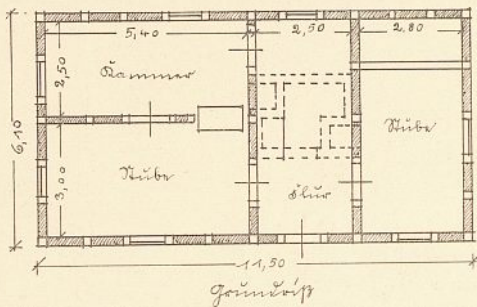 5,40
2,50
2,80
2,50
Kammer
6,10
Stube
3,00
Stube
Flur
11,50
Grundriß